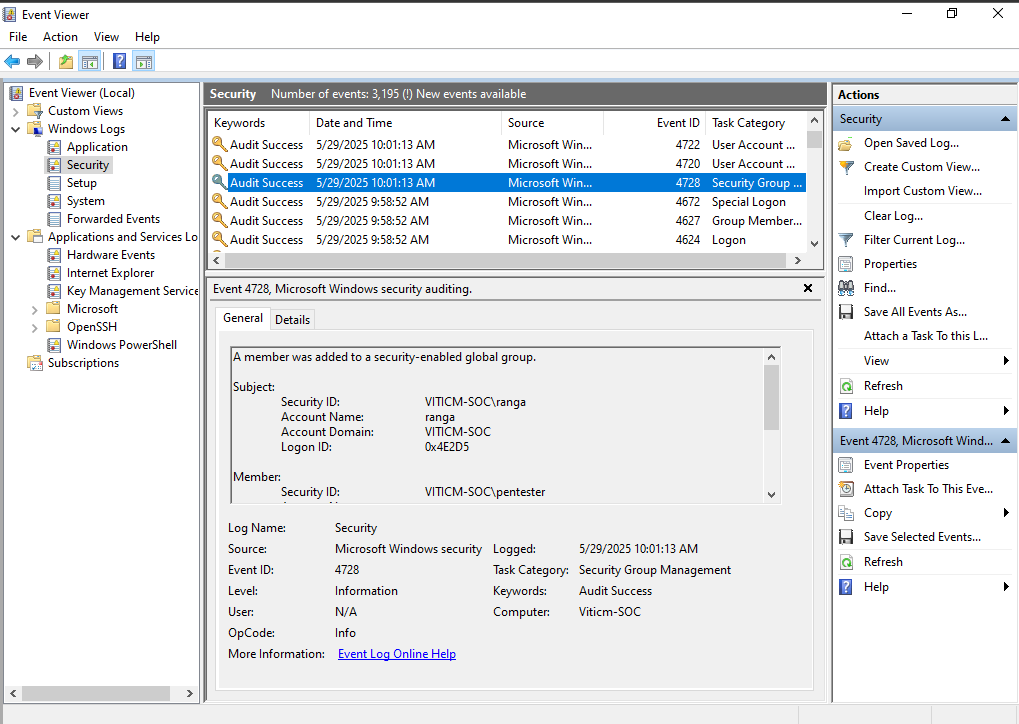 Event Viewer
File Action View Help
Event Viewer (Local)
Custom Views
Windows Logs
Application
Security
Setup
System
Forwarded Events
Applications and Services Lo
Hardware Events
Internet Explorer
Key Management Service
Microsoft
OpenSSH
Windows PowerShell
Subscriptions
Security Number of events: 3,195 (!) New events available
Keywords Date and Time Source Event ID Task Category
Audit Success 5/29/2025 10:01:13 AM Microsoft Win... 4722 User Account ...
Audit Success 5/29/2025 10:01:13 AM Microsoft Win... 4720 User Account ...
Audit Success 5/29/2025 10:01:13 AM Microsoft Win... 4728 Security Group ...
Audit Success 5/29/2025 9:58:52 AM Microsoft Win... 4672 Special Logon
Audit Success 5/29/2025 9:58:52 AM Microsoft Win... 4627 Group Member...
Audit Success 5/29/2025 9:58:52 AM Microsoft Win... 4624 Logon
Event 4728, Microsoft Windows security auditing.
General Details
A member was added to a security-enabled global group.
Subject:
Security ID: VITICM-SOC\ranga
Account Name: ranga
Account Domain: VITICM-SOC
Logon ID: 0x4E2D5
Member:
Security ID: VITICM-SOC\pentester
Log Name: Security
Source: Microsoft Windows security Logged: 5/29/2025 10:01:13 AM
Event ID: 4728 Task Category: Security Group Management
Level: Information Keywords: Audit Success
User: N/A Computer: Viticm-SOC
OpCode: Info
More Information: Event Log Online Help
Actions
Security
Open Saved Log...
Create Custom View...
Import Custom View...
Clear Log...
Filter Current Log...
Properties
Find...
Save All Events As...
Attach a Task To this L...
View
Refresh
Help
Event 4728, Microsoft Wind...
Event Properties
Attach Task To This Eve...
Copy
Save Selected Events...
Refresh
Help